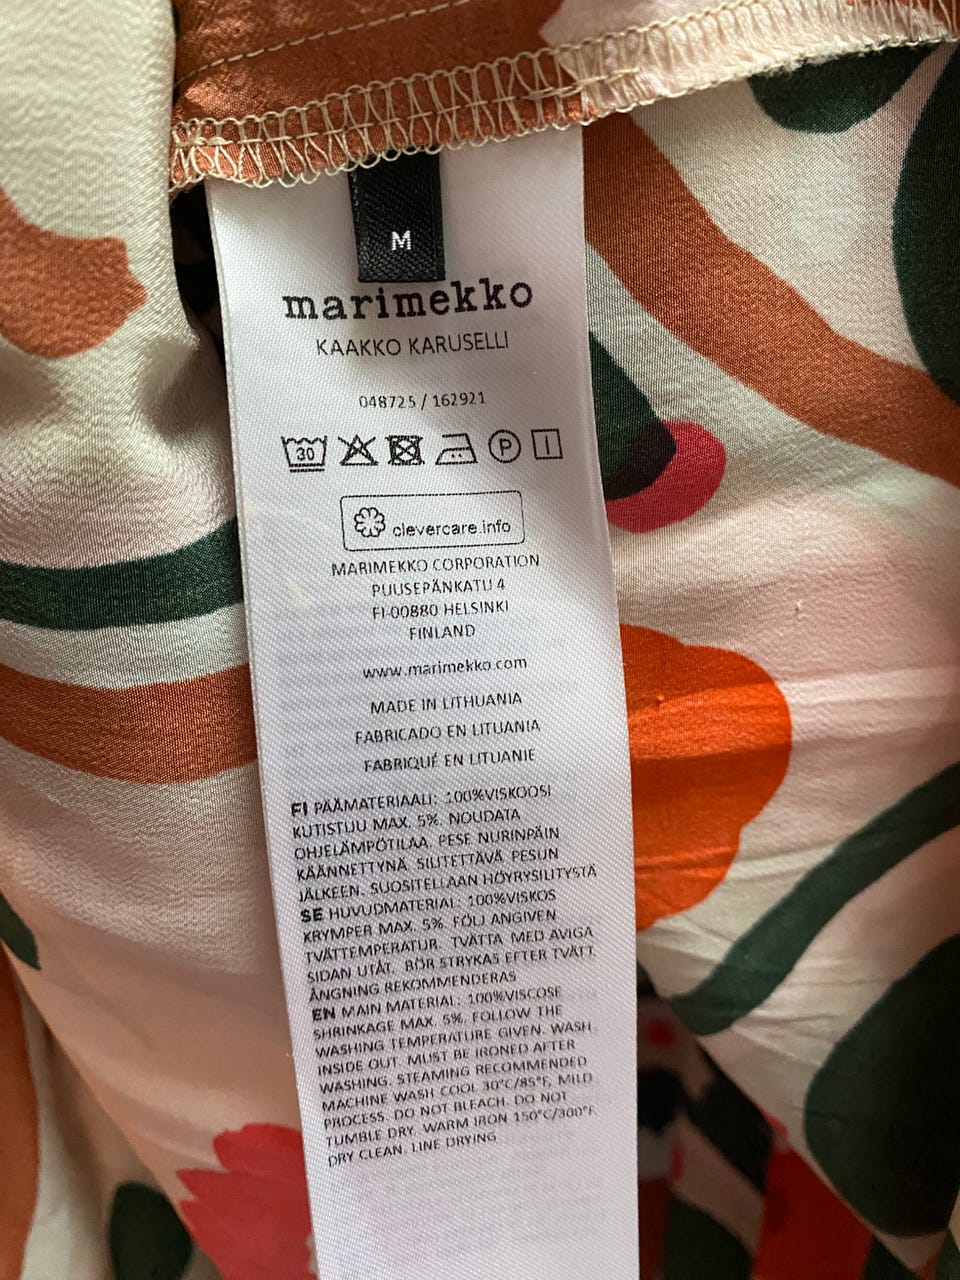 M
marimekko
KAAKKO KARUSELLI
048725 / 162921
30 P
clevercare.info
MARIMEKKO CORPORATION
PUUSEPÄNKATU 4
FI-00880 HELSINKI
FINLAND
www.marimekko.com
MADE IN LITHUANIA
FABRICADO EN LITUANIA
FABRIQUÉ EN LITUANIE
FI PÄÄMATERIAALI: 100%VISKOOSI
KUTISTUU MAX. 5%. NOUDATA
OHJELÄMPÖTILAA. PESE NURINPÄIN
KÄÄNNETTYNÄ. SILITETTÄVÄ PESUN
JÄLKEEN. SUOSITELLAAN HÖYRYSILITYSTÄ
SE HUVUDMATERIAL: 100%VISKOS
KRYMPER MAX. 5%. FÖLJ ANGIVEN
TVÄTTEMPERATUR. TVÄTTA MED AVIGA
SIDAN UTÅT. BÖR STRYKAS EFTER TVÄTT.
ÅNGNING REKOMMENDERAS
EN MAIN MATERIAL: 100%VISCOSE
SHRINKAGE MAX. 5%. FOLLOW THE
WASHING TEMPERATURE GIVEN. WASH
INSIDE OUT. MUST BE IRONED AFTER
WASHING. STEAMING RECOMMENDED
MACHINE WASH COOL 30°C/85°F, MILD
PROCESS. DO NOT BLEACH. DO NOT
TUMBLE DRY. WARM IRON 150°C/300°F.
DRY CLEAN. LINE DRYING